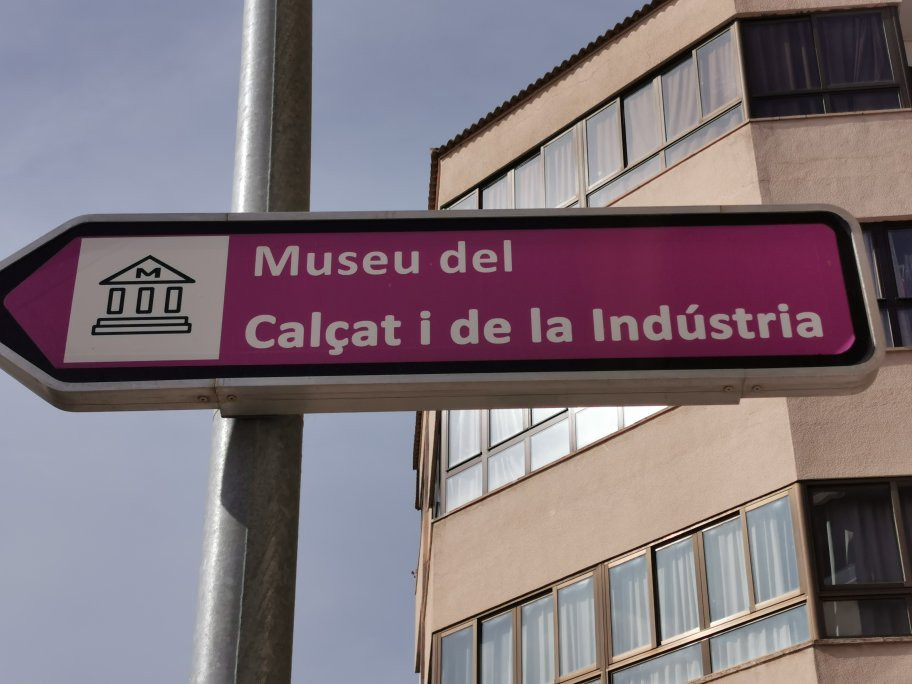 M
Museu del
Calçat i de la Indústria